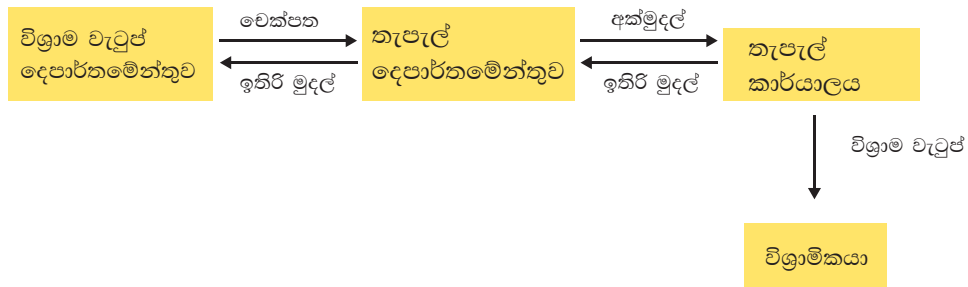 විශ්‍රාම වැටුප්
දෙපාර්තමේන්තුව
චෙක්පත
ඉතිරි මුදල්
තැපැල්
දෙපාර්තමේන්තුව
අක්මුදල්
ඉතිරි මුදල්
තැපැල්
කාර්යාලය
විශ්‍රාම වැටුප්
විශ්‍රාමිකයා